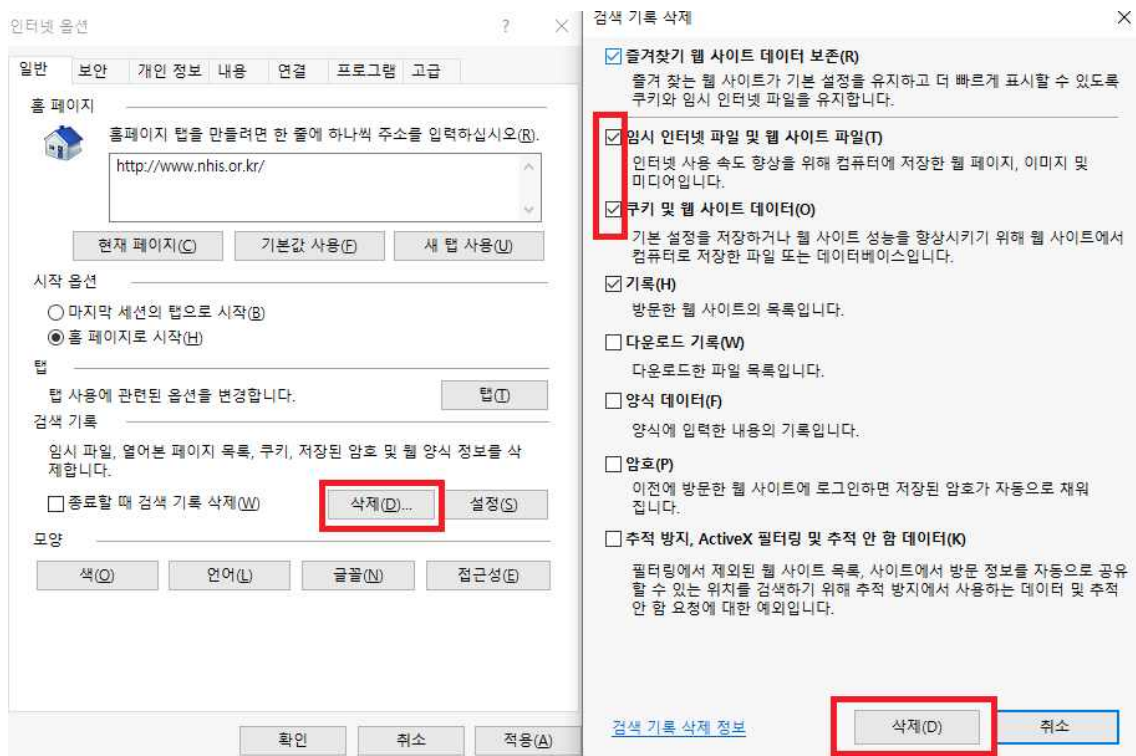 인터넷 옵션
일반 보안 개인 정보 내용 연결 프로그램 고급
홈 페이지
홈페이지 탭을 만들려면 한 줄에 하나씩 주소를 입력하십시오(R).
http://www.nhis.or.kr/
현재 페이지(C) 기본값 사용(F) 새 탭 사용(U)
시작 옵션
마지막 세션의 탭으로 시작(B)
홈 페이지로 시작(H)
탭
탭 사용에 관련된 옵션을 변경합니다. 탭(T)
검색 기록
임시 파일, 열어본 페이지 목록, 쿠키, 저장된 암호 및 웹 양식 정보를 삭
제합니다.
종료할 때 검색 기록 삭제(W) 삭제(D)... 설정(S)
모양
색(O) 언어(L) 글꼴(N) 접근성(E)
확인 취소 적용(A)
검색 기록 삭제
즐겨찾기 웹 사이트 데이터 보존(R)
즐겨 찾는 웹 사이트가 기본 설정을 유지하고 더 빠르게 표시할 수 있도록
쿠키와 임시 인터넷 파일을 유지합니다.
임시 인터넷 파일 및 웹 사이트 파일(T)
인터넷 사용 속도 향상을 위해 컴퓨터에 저장한 웹 페이지, 이미지 및
미디어입니다.
쿠키 및 웹 사이트 데이터(O)
기본 설정을 저장하거나 웹 사이트 성능을 향상시키기 위해 웹 사이트에서
컴퓨터로 저장한 파일 또는 데이터베이스입니다.
기록(H)
방문한 웹 사이트의 목록입니다.
다운로드 기록(W)
다운로드한 파일 목록입니다.
양식 데이터(F)
양식에 입력한 내용의 기록입니다.
암호(P)
이전에 방문한 웹 사이트에 로그인하면 저장된 암호가 자동으로 채워
집니다.
추적 방지, ActiveX 필터링 및 추적 안 함 데이터(K)
필터링에서 제외된 웹 사이트 목록, 사이트에서 방문 정보를 자동으로 공유
할 수 있는 위치를 검색하기 위해 추적 방지에서 사용하는 데이터 및 추적
안 함 요청에 대한 예외입니다.
검색 기록 삭제 정보 삭제(D) 취소